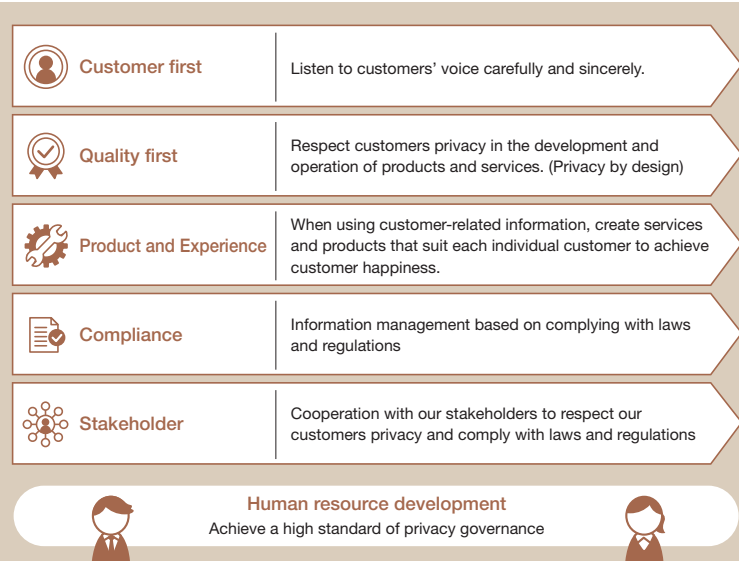 Customer first
Listen to customers’ voice carefully and sincerely.
Quality first
Respect customers privacy in the development and
operation of products and services. (Privacy by design)
Product and Experience
When using customer-related information, create services
and products that suit each individual customer to achieve
customer happiness.
Compliance
Information management based on complying with laws
and regulations
Stakeholder
Cooperation with our stakeholders to respect our
customers privacy and comply with laws and regulations
Human resource development
Achieve a high standard of privacy governance